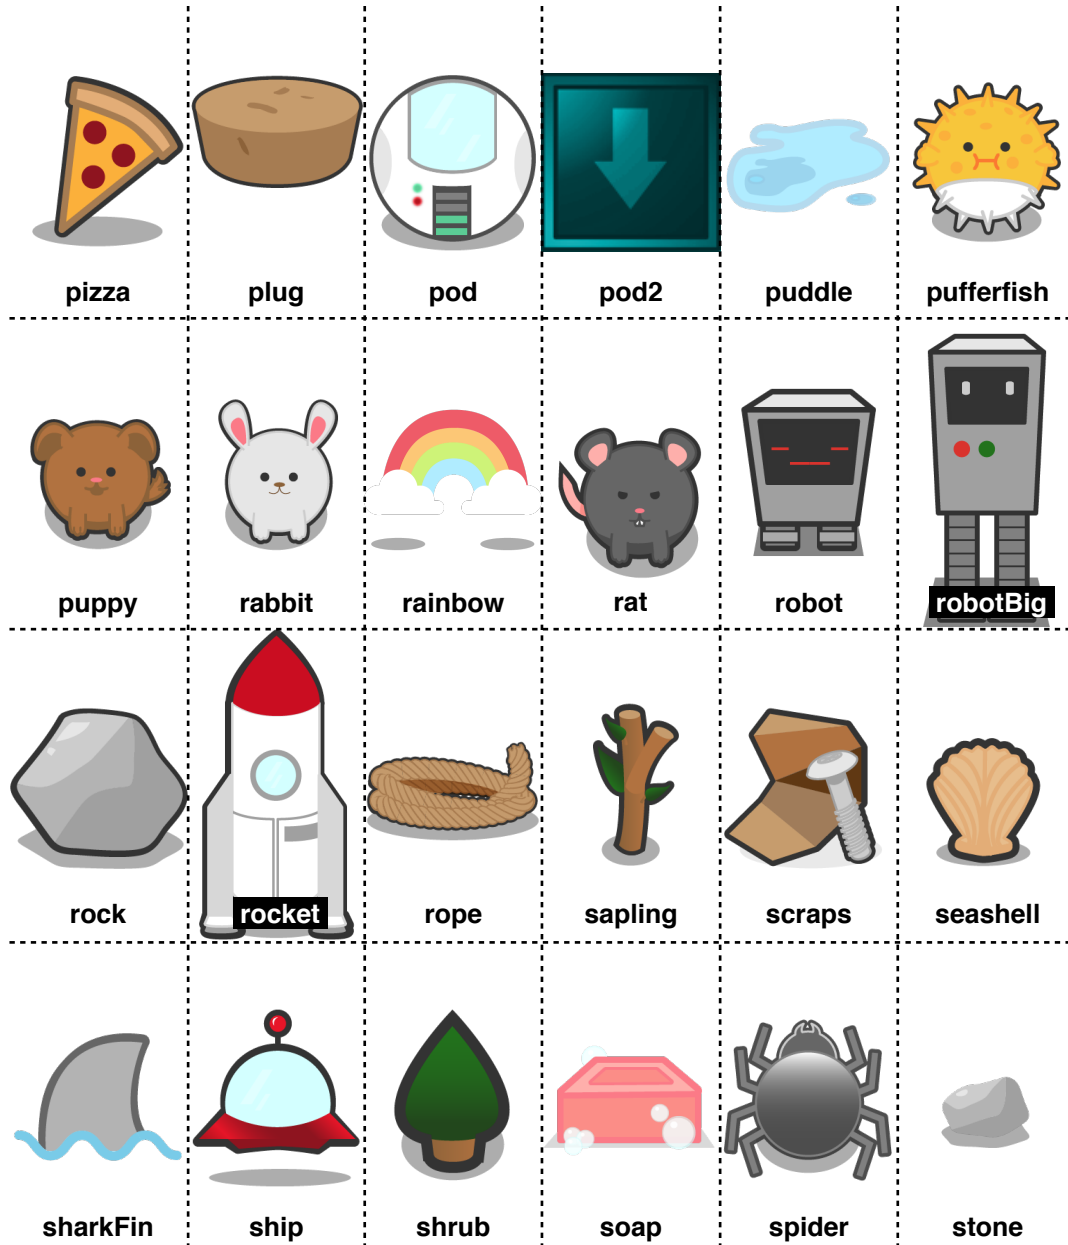 pizza plug pod pod2 puddle pufferfish
puppy rabbit rainbow rat robot robotBig
rock rocket rope sapling scraps seashell
sharkFin ship shrub soap spider stone